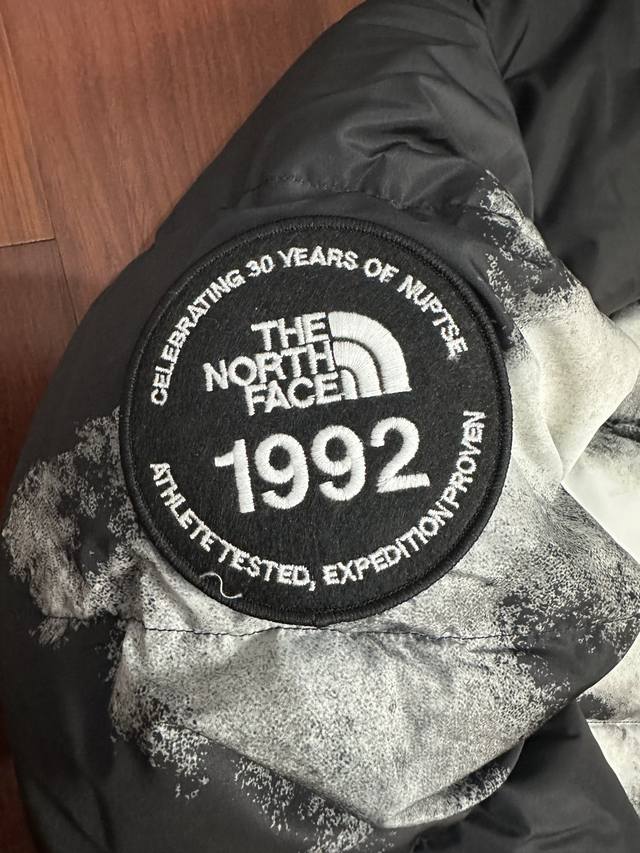 CELEBRATING 30 YEARS OF NUPTSE
THE
NORTH
FACE
1992
ATHLETE TESTED, EXPEDITION PROVEN